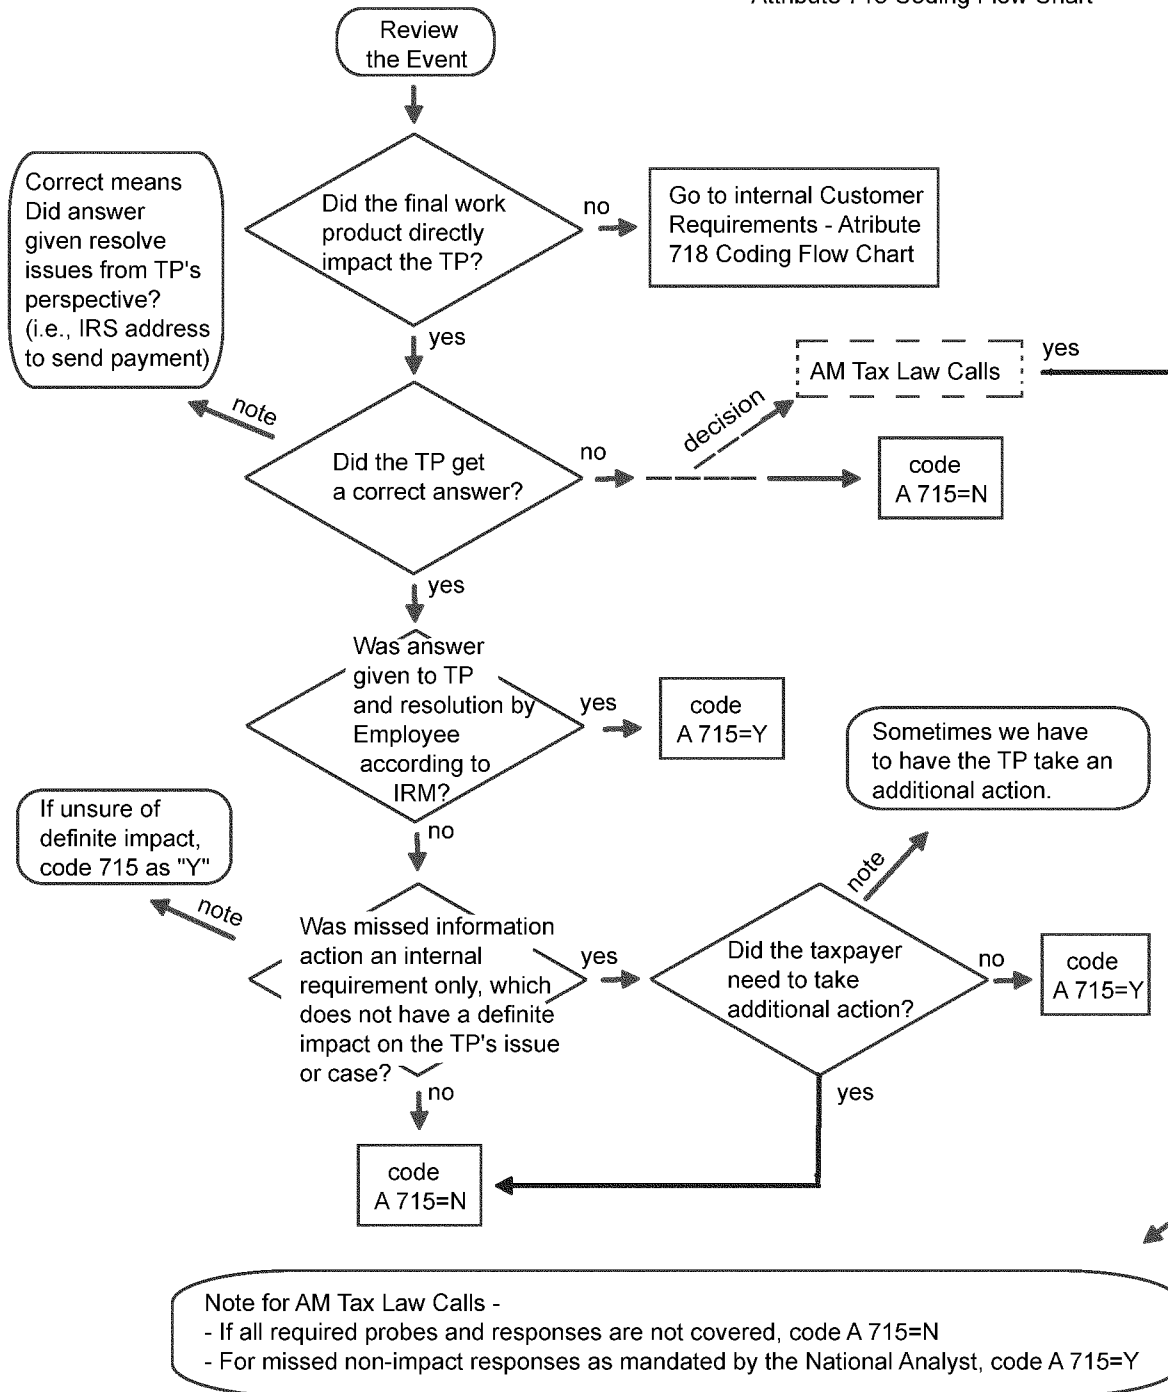 Review
the Event
Correct means
Did answer
given resolve
issues from TP's
perspective?
(i.e., IRS address
to send payment)
Did the final work
product directly
impact the TP?
no
Go to internal Customer
Requirements - Atribute
718 Coding Flow Chart
yes
note
Did the TP get
a correct answer?
no
decision
AM Tax Law Calls
yes
code
A 715=N
yes
Was answer
given to TP
and resolution by
Employee
according to
IRM?
yes
code
A 715=Y
Sometimes we have
to have the TP take an
additional action.
note
If unsure of
definite impact,
code 715 as "Y"
note
no
Was missed information
action an internal
requirement only, which
does not have a definite
impact on the TP's issue
or case?
yes
Did the taxpayer
need to take
additional action?
no
code
A 715=Y
no
yes
code
A 715=N
Note for AM Tax Law Calls -
- If all required probes and responses are not covered, code A 715=N
- For missed non-impact responses as mandated by the National Analyst, code A 715=Y